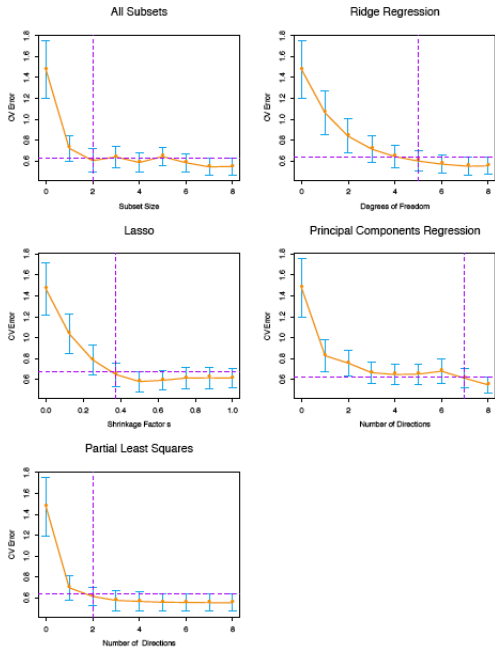 All Subsets
CV Error
0.6 0.8 1.0 1.2 1.4 1.6 1.8
0 2 4 6 8
Subset Size
Ridge Regression
CV Error
0.6 0.8 1.0 1.2 1.4 1.6 1.8
0 2 4 6 8
Degrees of Freedom
Lasso
CV Error
0.6 0.8 1.0 1.2 1.4 1.6 1.8
0.0 0.2 0.4 0.6 0.8 1.0
Shrinkage Factor s
Principal Components Regression
CV Error
0.6 0.8 1.0 1.2 1.4 1.6 1.8
0 2 4 6 8
Number of Directions
Partial Least Squares
CV Error
0.6 0.8 1.0 1.2 1.4 1.6 1.8
0 2 4 6 8
Number of Directions